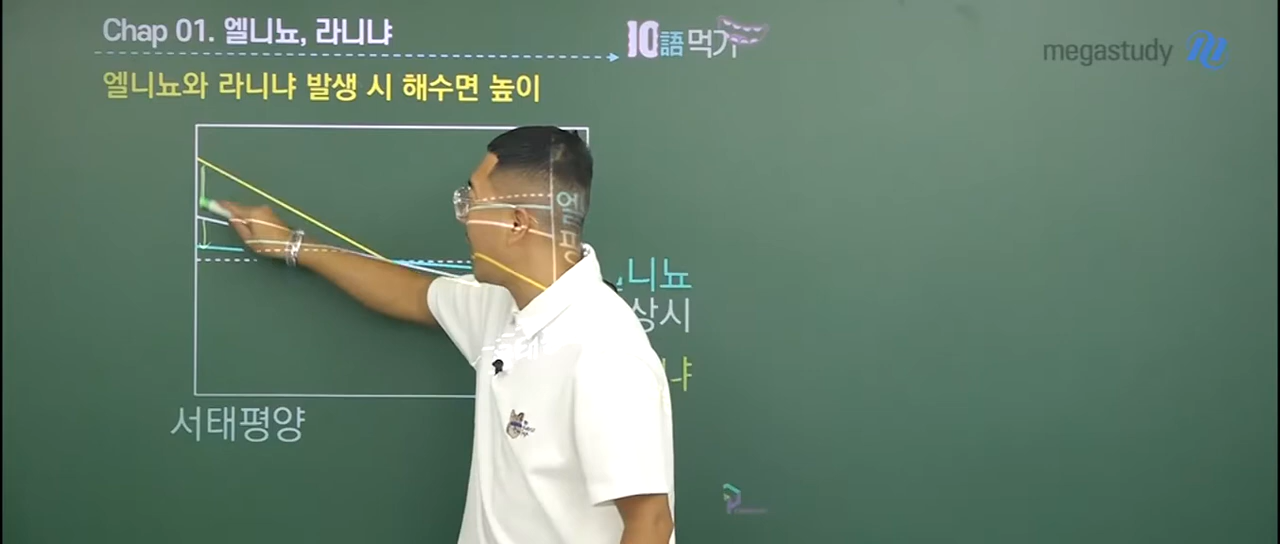 Chap 01. 엘니뇨, 라니냐
10語먹기
megastudy
엘니뇨와 라니냐 발생 시 해수면 높이
니뇨
상시
냐
서태평양